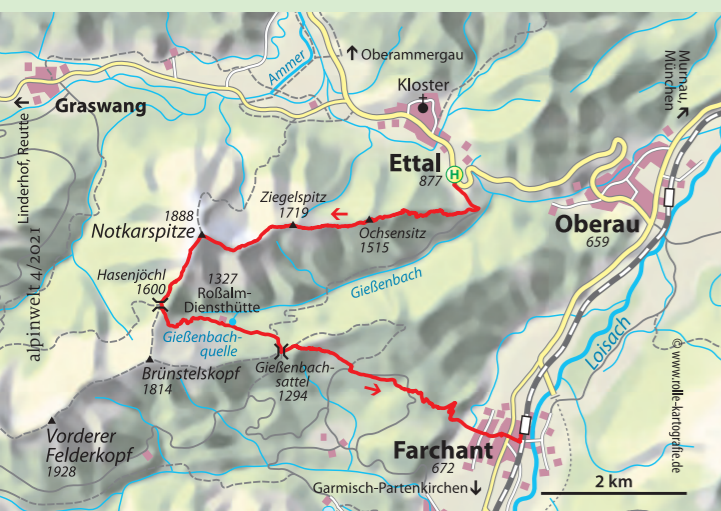 Ammer
↑ Oberammergau
Murnau,
München
Kloster
Graswang
Linderhof, Reutte
Ettal
877
H
Ziegelspitz
1719
1888
Notkarspitze
Ochsensitz
1515
Oberau
659
Hasenjöchl
1600
1327
Roßalm-
Diensthütte
Gießenbach
Gießenbach-
quelle
Gießenbach-
sattel
1294
Loisach
Brünstelskopf
1814
Vorderer
Felderkopf
1928
Farchant
672
Garmisch-Partenkirchen ↓
2 km
alpinwelt 4/2021
© www.rolle-kartografie.de